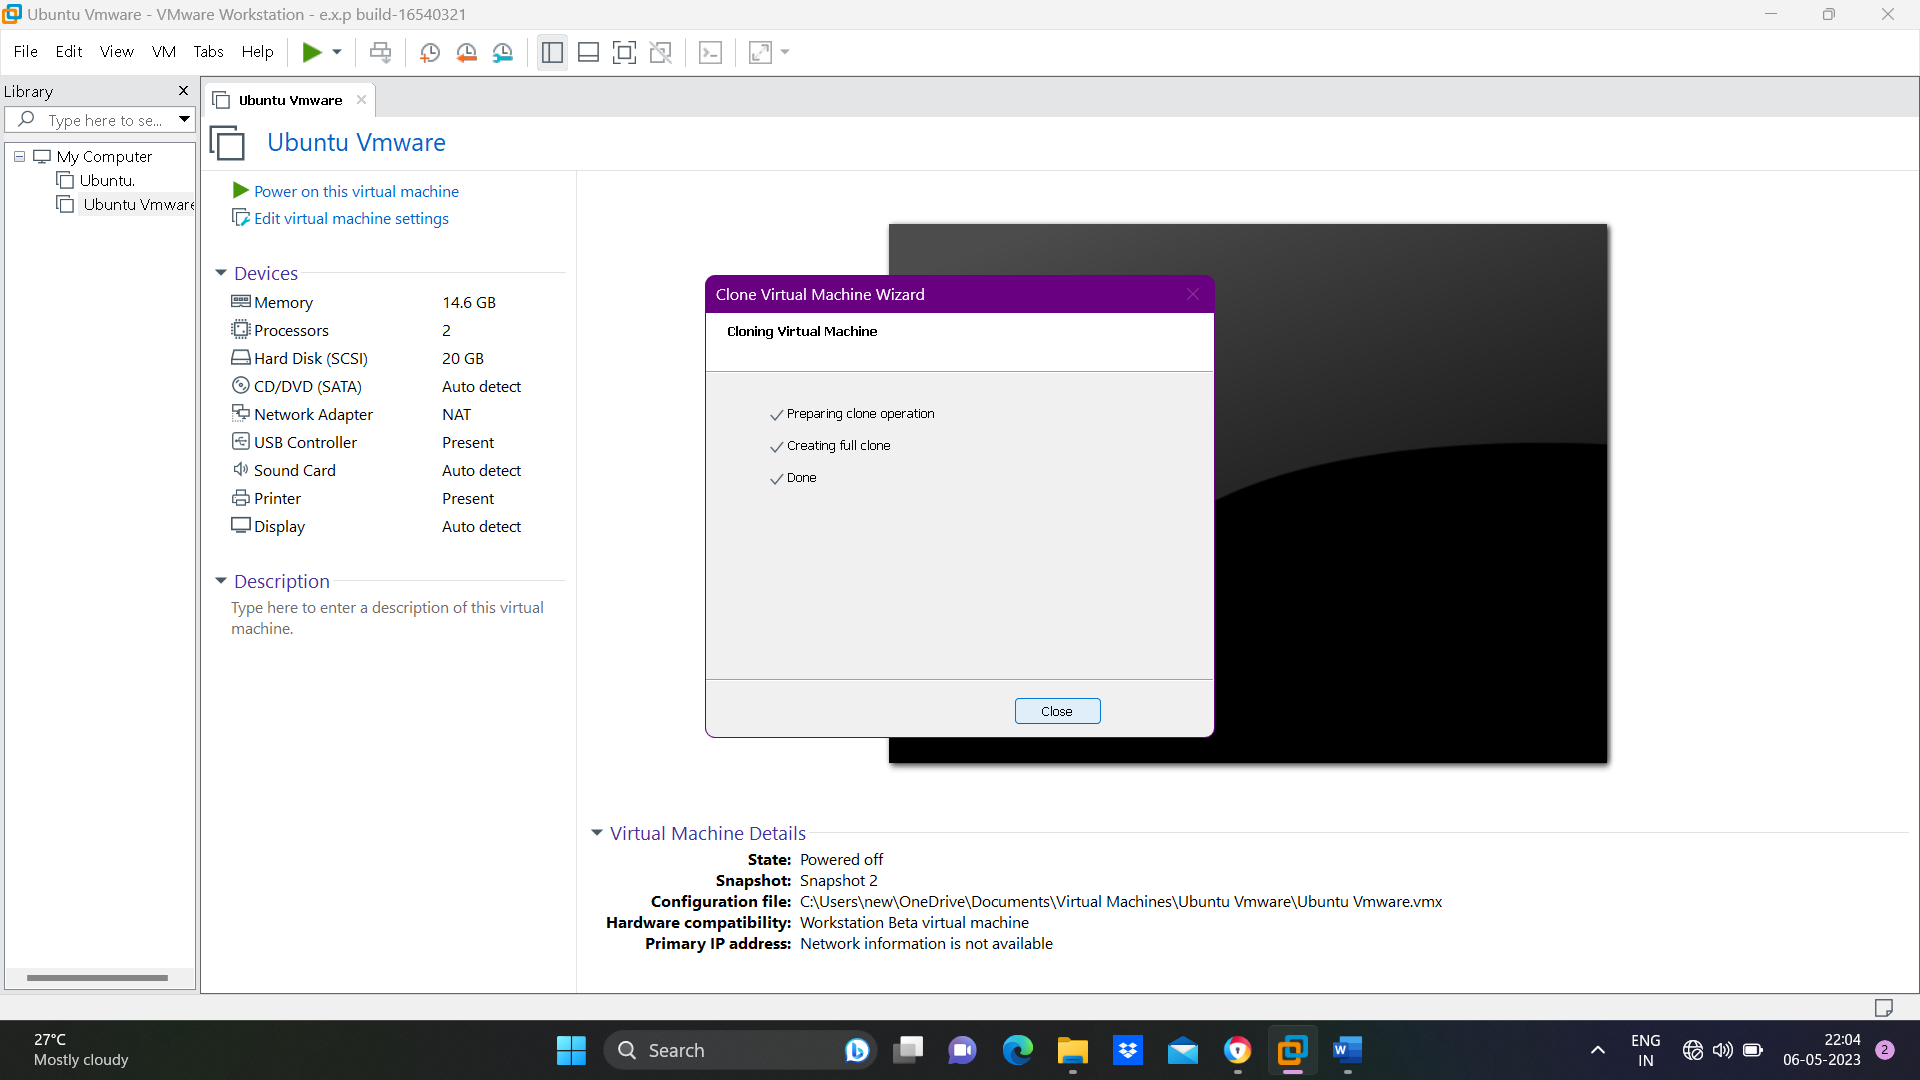 Ubuntu Vmware - VMware Workstation - e.x.p build-16540321
File Edit View VM Tabs Help
Library
Type here to se...
My Computer
Ubuntu.
Ubuntu Vmware
Ubuntu Vmware
Ubuntu Vmware
Power on this virtual machine
Edit virtual machine settings
Devices
Memory 14.6 GB
Processors 2
Hard Disk (SCSI) 20 GB
CD/DVD (SATA) Auto detect
Network Adapter NAT
USB Controller Present
Sound Card Auto detect
Printer Present
Display Auto detect
Description
Type here to enter a description of this virtual
machine.
Clone Virtual Machine Wizard
Cloning Virtual Machine
Preparing clone operation
Creating full clone
Done
Close
Virtual Machine Details
State: Powered off
Snapshot: Snapshot 2
Configuration file: C:\Users\new\OneDrive\Documents\Virtual Machines\Ubuntu Vmware\Ubuntu Vmware.vmx
Hardware compatibility: Workstation Beta virtual machine
Primary IP address: Network information is not available
27°C
Mostly cloudy
Search
W
ENG
IN
22:04
06-05-2023
2